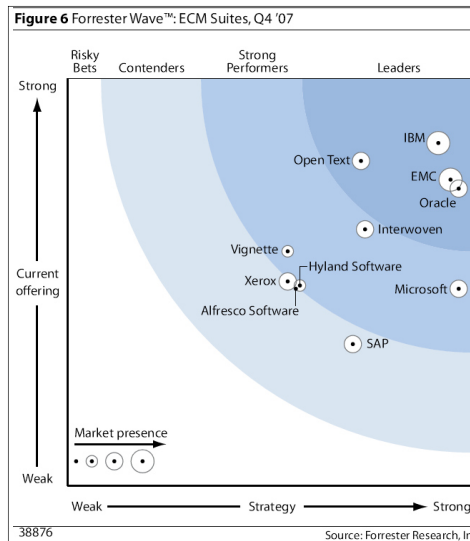 Figure 6 Forrester Wave™: ECM Suites, Q4 '07
Risky
Bets
Contenders
Strong
Performers
Leaders
Strong
IBM
Open Text
EMC
Oracle
Interwoven
Vignette
Hyland Software
Current
offering
Xerox
Microsoft
Alfresco Software
SAP
Market presence
Weak
Weak
Strategy
Strong
38876
Source: Forrester Research, In